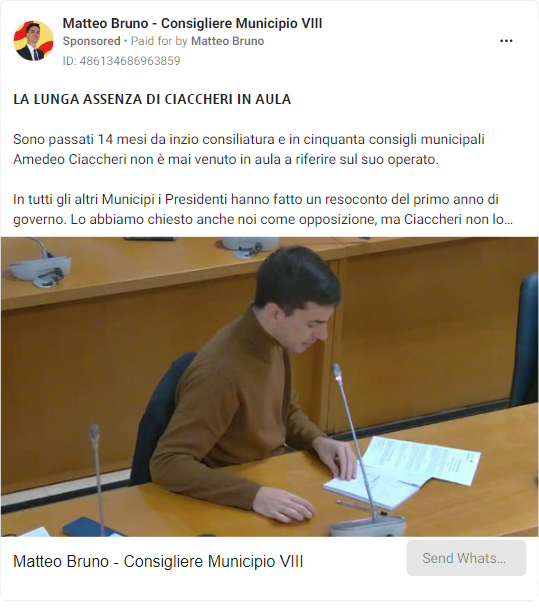 Matteo Bruno - Consigliere Municipio VIII
Sponsored • Paid for by Matteo Bruno
ID: 486134686963859
LA LUNGA ASSENZA DI CIACCHERI IN AULA
Sono passati 14 mesi da inzio consiliatura e in cinquanta consigli municipali
Amedeo Ciaccheri non è mai venuto in aula a riferire sul suo operato.
In tutti gli altri Municipi i Presidenti hanno fatto un resoconto del primo anno di
governo. Lo abbiamo chiesto anche noi come opposizione, ma Ciaccheri non lo...
Matteo Bruno - Consigliere Municipio VIII
Send Whats...